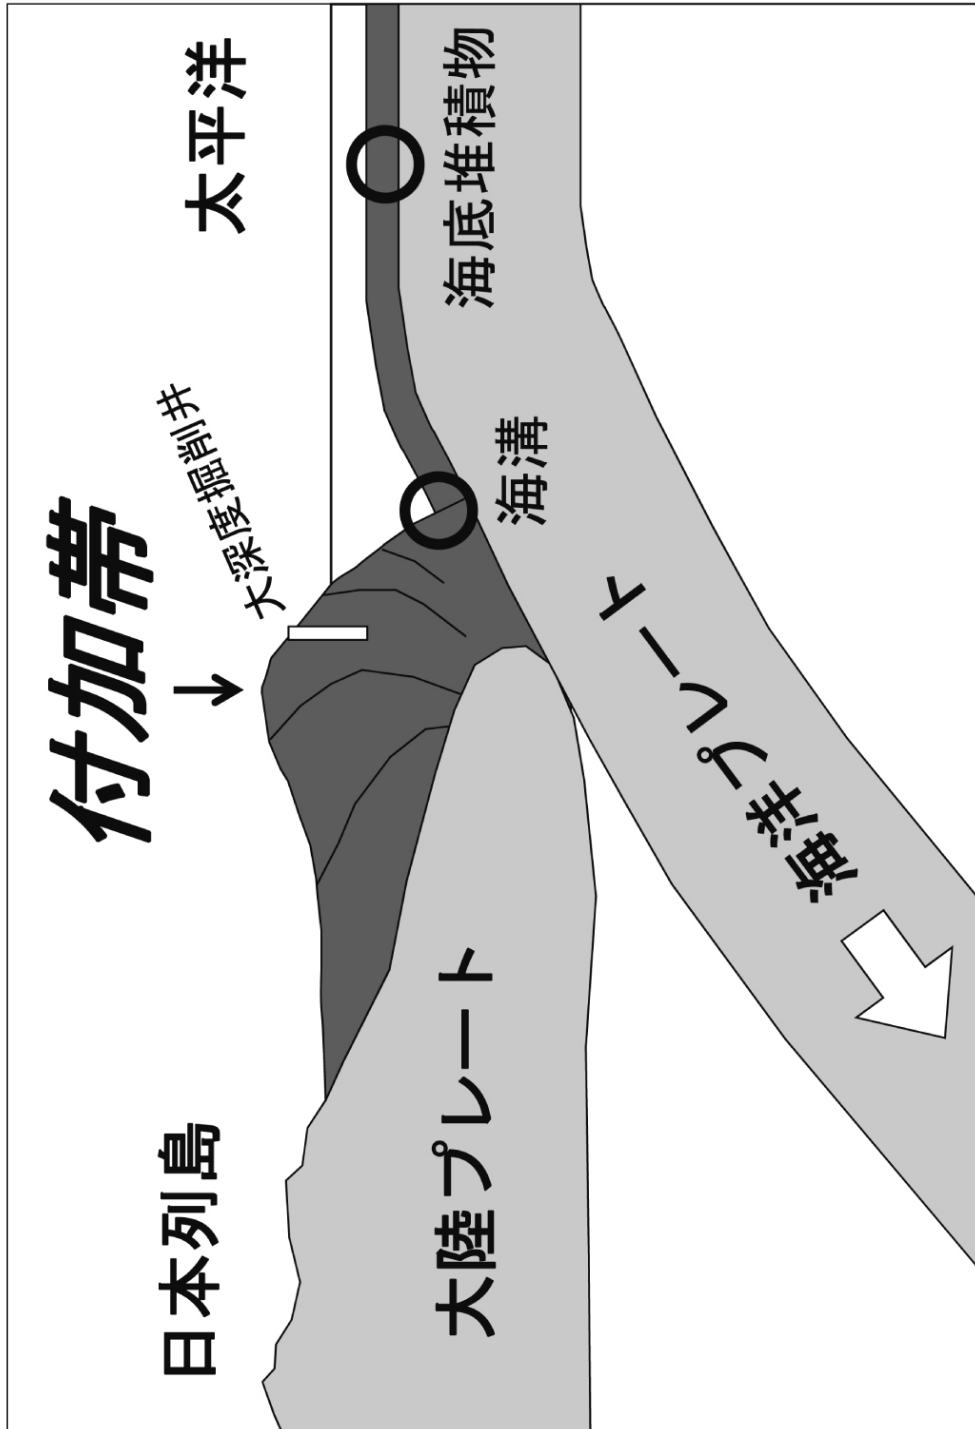 付加帯
大深度掘削井
太平洋
日本列島
海底堆積物
海溝
大陸プレート
海洋プレート